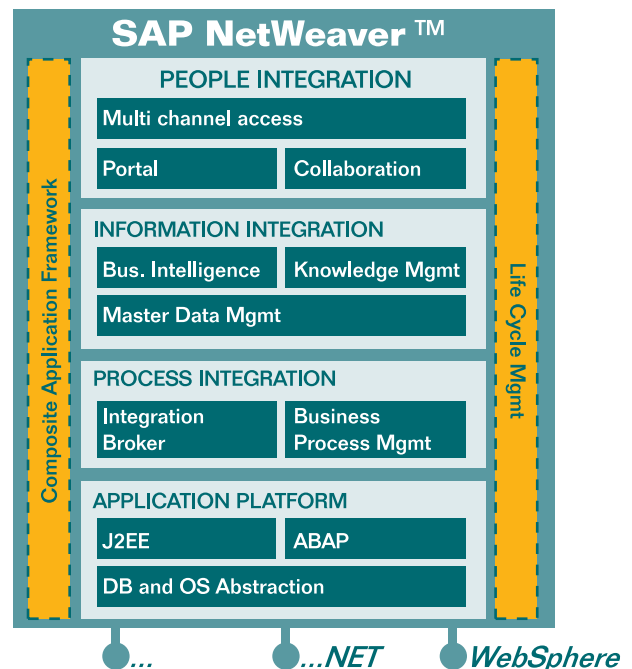 SAP NetWeaver ™
PEOPLE INTEGRATION
Multi channel access
Portal
Collaboration
INFORMATION INTEGRATION
Bus. Intelligence
Knowledge Mgmt
Master Data Mgmt
PROCESS INTEGRATION
Integration
Broker
Business
Process Mgmt
APPLICATION PLATFORM
J2EE
ABAP
DB and OS Abstraction
Composite Application Framework
Life Cycle Mgmt
...
...NET
WebSphere